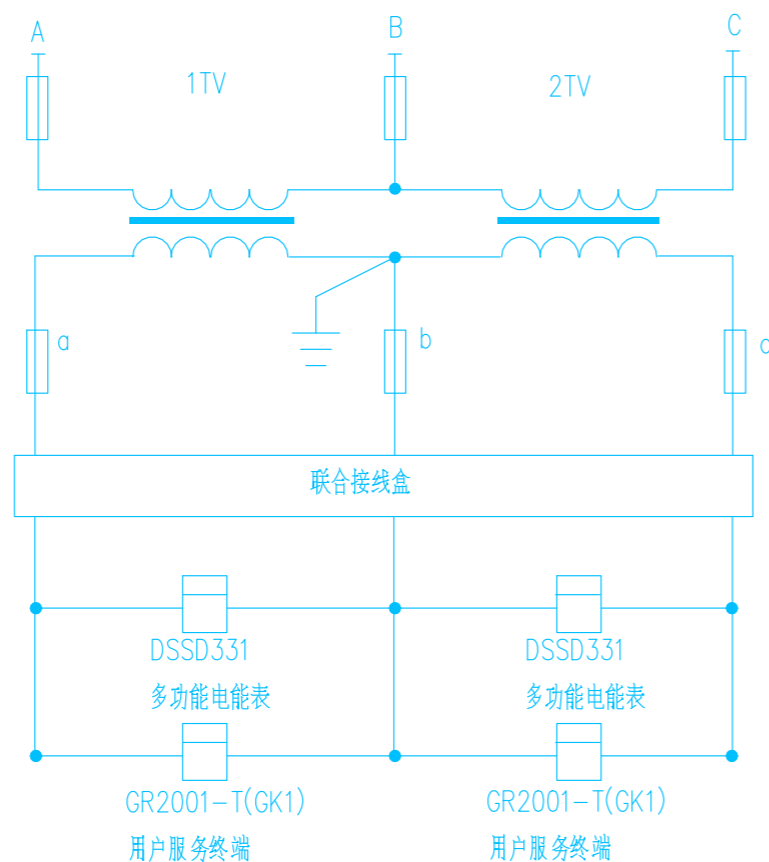 A B C
1TV 2TV
a b
联合接线盒
DSSD331 DSSD331
多功能电能表 多功能电能表
GR2001-T(GK1) GR2001-T(GK1)
用户服务终端 用户服务终端